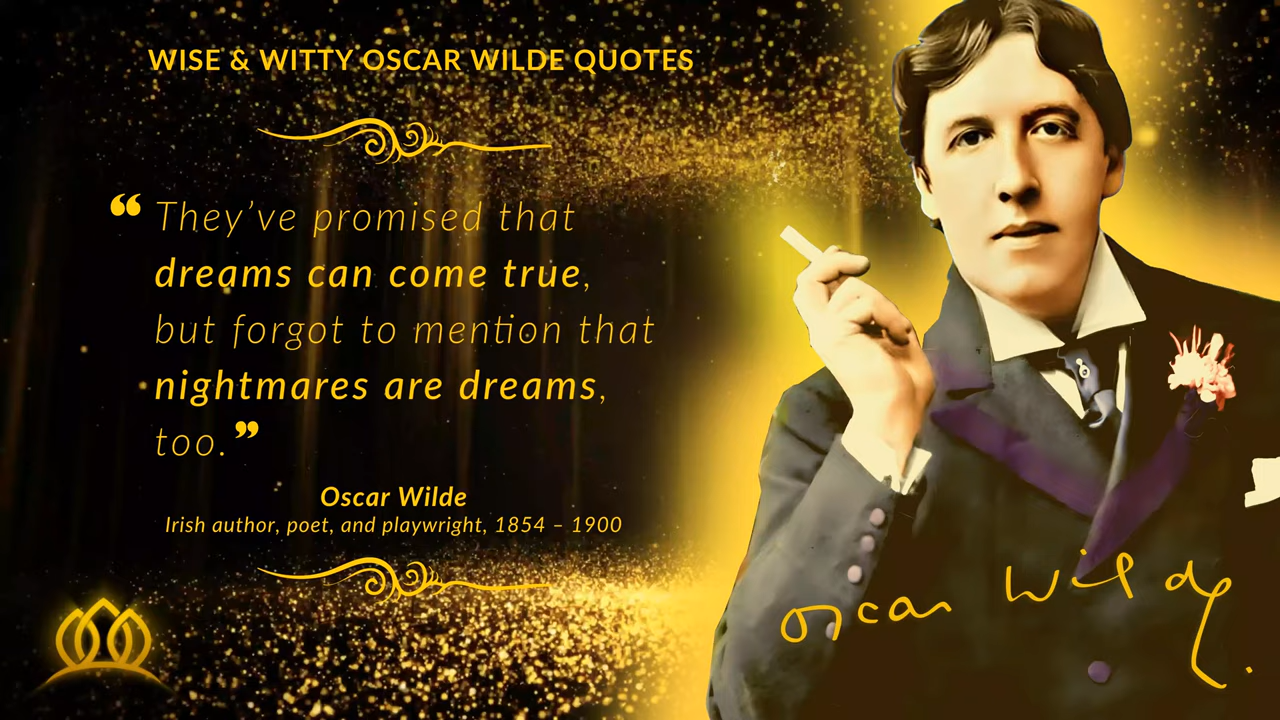 WISE & WITTY OSCAR WILDE QUOTES
❝ They’ve promised that
dreams can come true,
but forgot to mention that
nightmares are dreams,
too.❞
Oscar Wilde
Irish author, poet, and playwright, 1854 – 1900
Oscar Wilde.